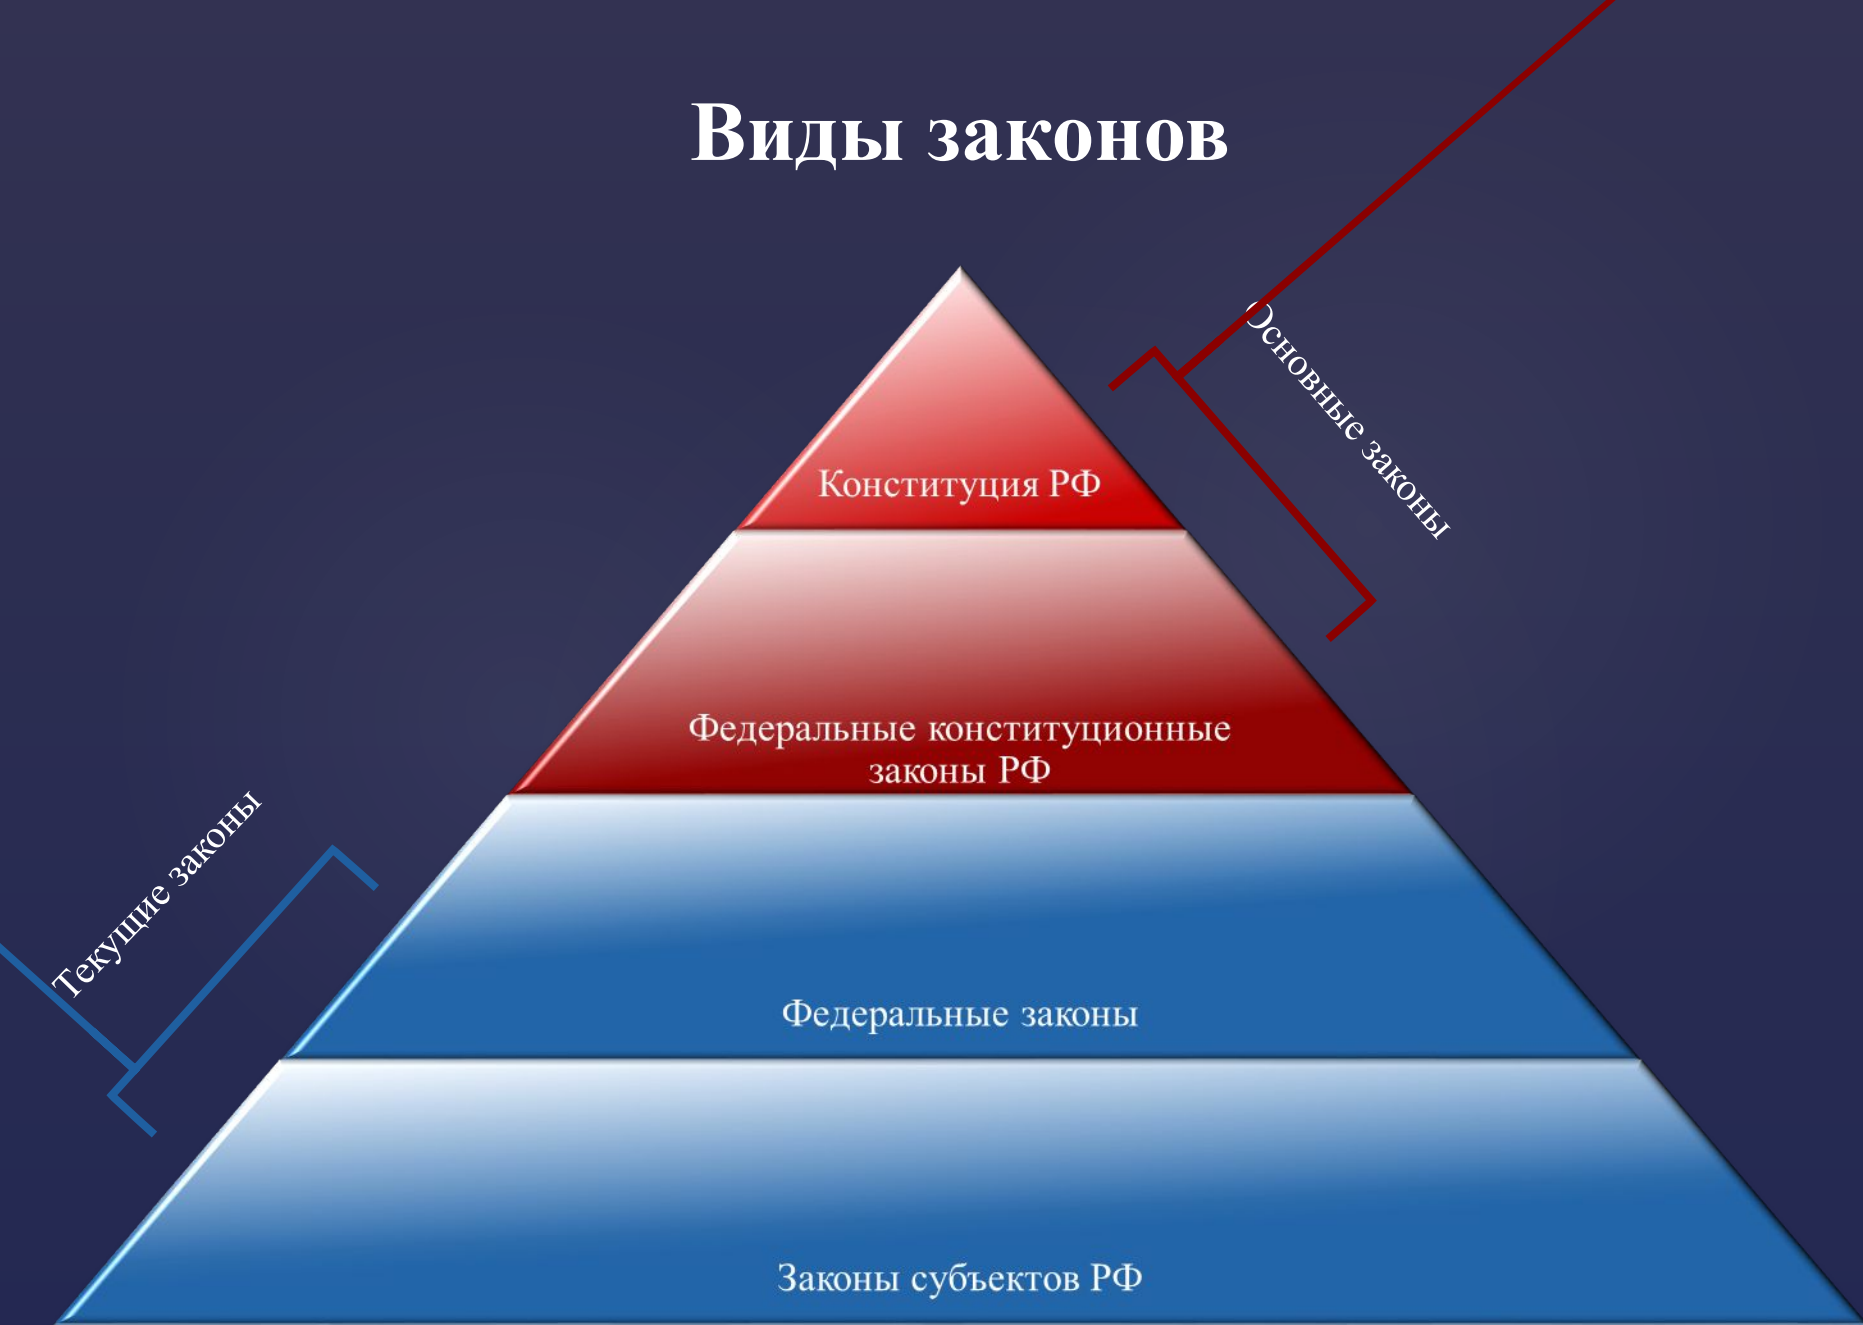 Виды законов
Основные законы
Конституция РФ
Федеральные конституционные
законы РФ
Текущие законы
Федеральные законы
Законы субъектов РФ